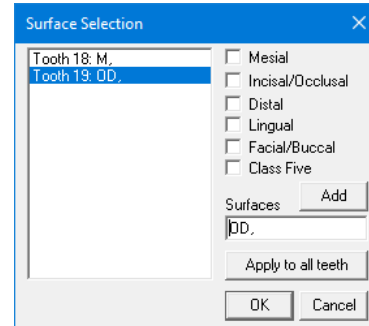 Surface Selection
Tooth 18: M,
Tooth 19: OD,
Mesial
Incisal/Occlusal
Distal
Lingual
Facial/Buccal
Class Five
Surfaces
Add
OD,
Apply to all teeth
OK
Cancel